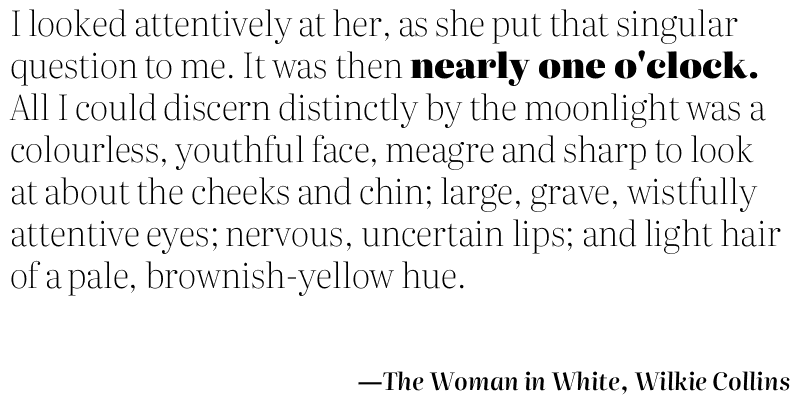 I looked attentively at her, as she put that singular
question to me. It was then nearly one o'clock.
All I could discern distinctly by the moonlight was a
colourless, youthful face, meagre and sharp to look
at about the cheeks and chin; large, grave, wistfully
attentive eyes; nervous, uncertain lips; and light hair
of a pale, brownish-yellow hue.
—The Woman in White, Wilkie Collins